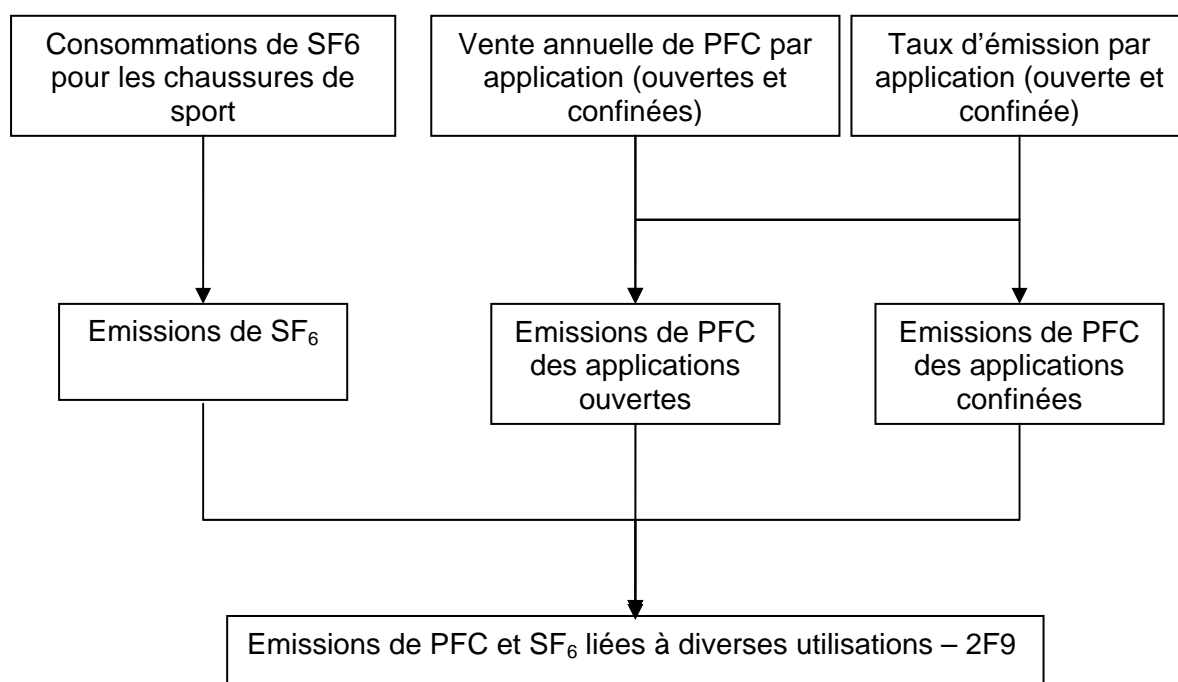 Consommations de SF6
pour les chaussures de
sport
Vente annuelle de PFC par
application (ouvertes et
confinées)
Taux d'émission par
application (ouverte et
confinée)
Emissions de SF₆
Emissions de PFC
des applications
ouvertes
Emissions de PFC
des applications
confinées
Emissions de PFC et SF₆ liées à diverses utilisations – 2F9